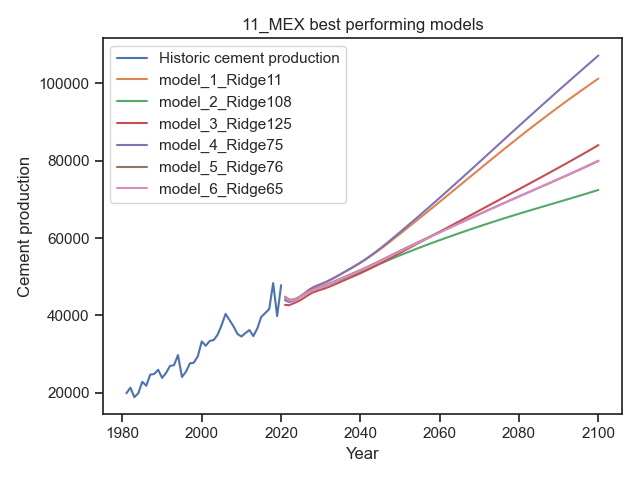 11_MEX best performing models
Historic cement production
model_1_Ridge11
model_2_Ridge108
model_3_Ridge125
model_4_Ridge75
model_5_Ridge76
model_6_Ridge65
Cement production
100000
80000
60000
40000
20000
1980
2000
2020
2040
2060
2080
2100
Year